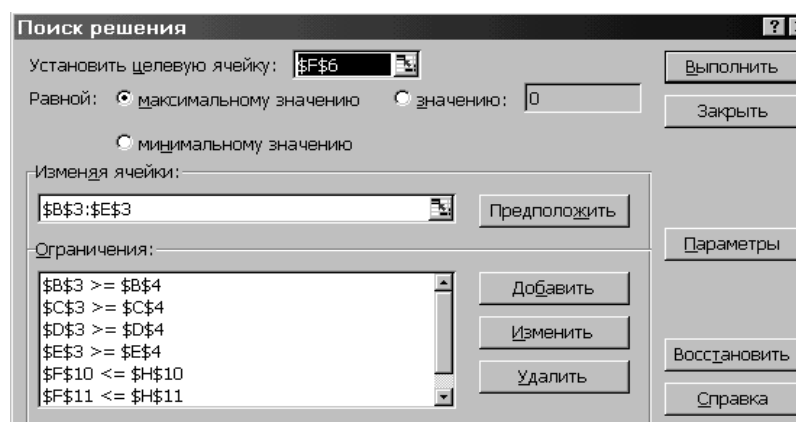 Поиск решения
Установить целевую ячейку: $F$6
Выполнить
Равной: максимальному значению значению: 0
Закрыть
минимальному значению
Изменяя ячейки:
$B$3:$E$3
Предположить
Параметры
Ограничения:
$B$3 >= $B$4
$C$3 >= $C$4
$D$3 >= $D$4
$E$3 >= $E$4
$F$10 <= $H$10
$F$11 <= $H$11
Добавить
Изменить
Удалить
Восстановить
Справка